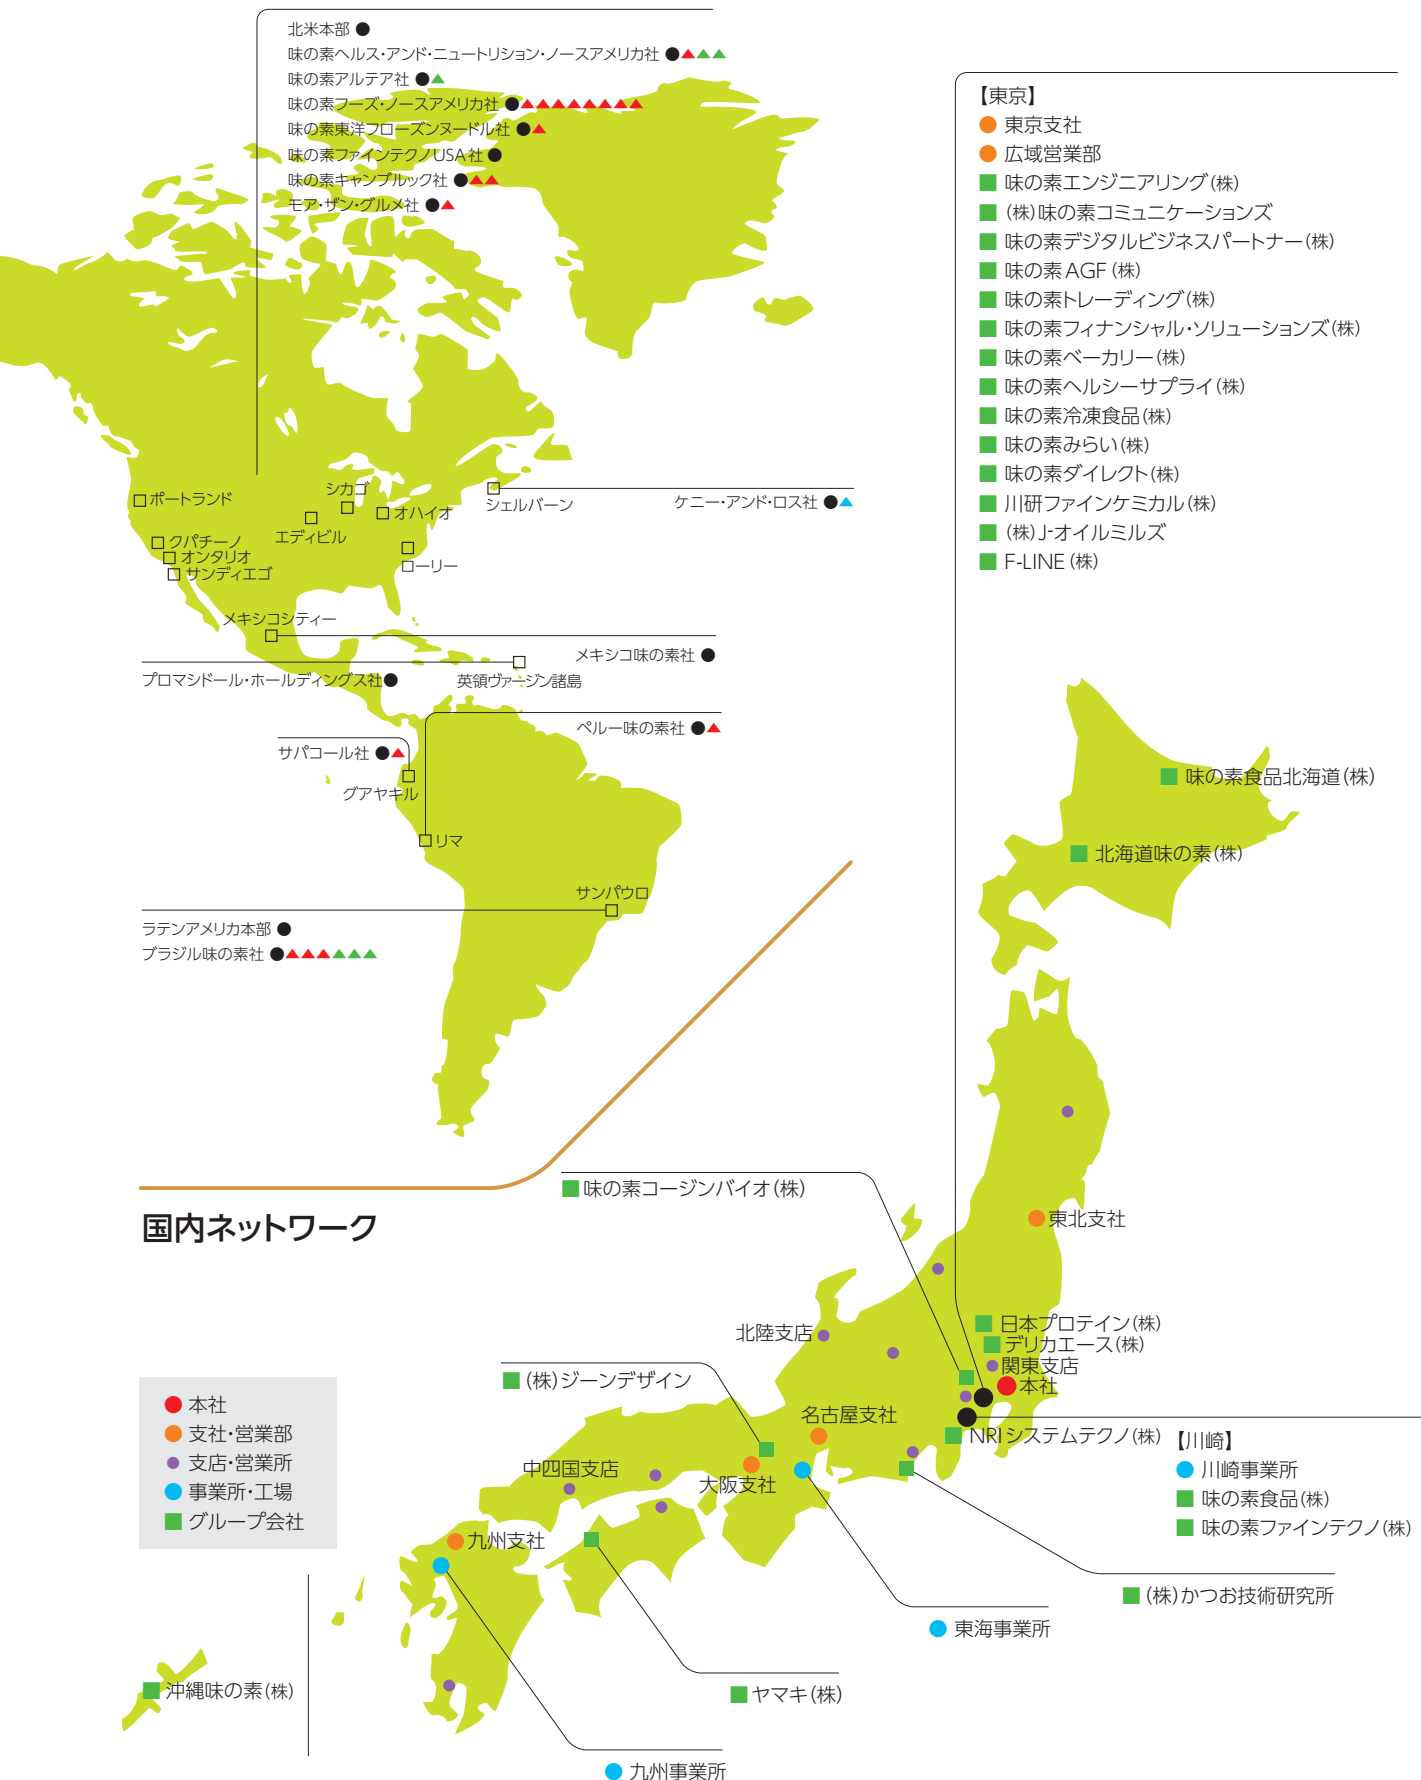 北米本部
味の素ヘルス・アンド・ニュートリション・ノースアメリカ社
味の素アルテア社
味の素フーズ・ノースアメリカ社
味の素東洋フローズンヌードル社
味の素ファインテクノUSA社
味の素キャンブルック社
モア・ザン・グルメ社
ポートランド
シカゴ
オハイオ
エディビル
クパチーノ
オンタリオ
サンディエゴ
ローリー
シェルバーン
ケニー・アンド・ロス社
メキシコシティー
メキシコ味の素社
プロマシドール・ホールディングス社
英領ヴァージン諸島
ペルー味の素社
サパコール社
グアヤキル
リマ
サンパウロ
ラテンアメリカ本部
ブラジル味の素社
【東京】
東京支社
広域営業部
味の素エンジニアリング(株)
(株)味の素コミュニケーションズ
味の素デジタルビジネスパートナー(株)
味の素AGF(株)
味の素トレーディング(株)
味の素フィナンシャル・ソリューションズ(株)
味の素ベーカリー(株)
味の素ヘルシーサプライ(株)
味の素冷凍食品(株)
味の素みらい(株)
味の素ダイレクト(株)
川研ファインケミカル(株)
(株)J-オイルミルズ
F-LINE(株)
味の素食品北海道(株)
北海道味の素(株)
国内ネットワーク
味の素コージンバイオ(株)
東北支社
北陸支店
日本プロテイン(株)
デリカエース(株)
関東支店
本社
(株)ジーンデザイン
名古屋支社
NRIシステムテクノ(株)
【川崎】
川崎事業所
味の素食品(株)
味の素ファインテクノ(株)
中四国支店
大阪支社
九州支社
(株)かつお技術研究所
東海事業所
ヤマキ(株)
九州事業所
沖縄味の素(株)
本社
支社・営業部
支店・営業所
事業所・工場
グループ会社